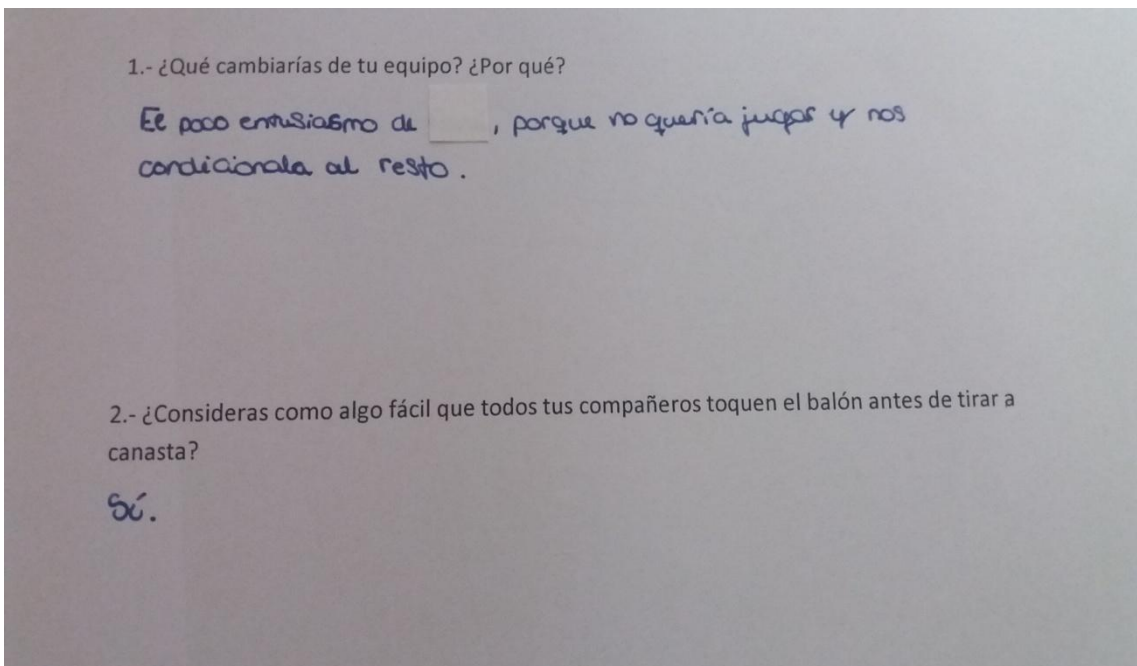 1.- ¿Qué cambiarías de tu equipo? ¿Por qué?
El poco entusiasmo de , porque no quería jugar y nos
condicionaba al resto.
2.- ¿Consideras como algo fácil que todos tus compañeros toquen el balón antes de tirar a
canasta?
Sí.